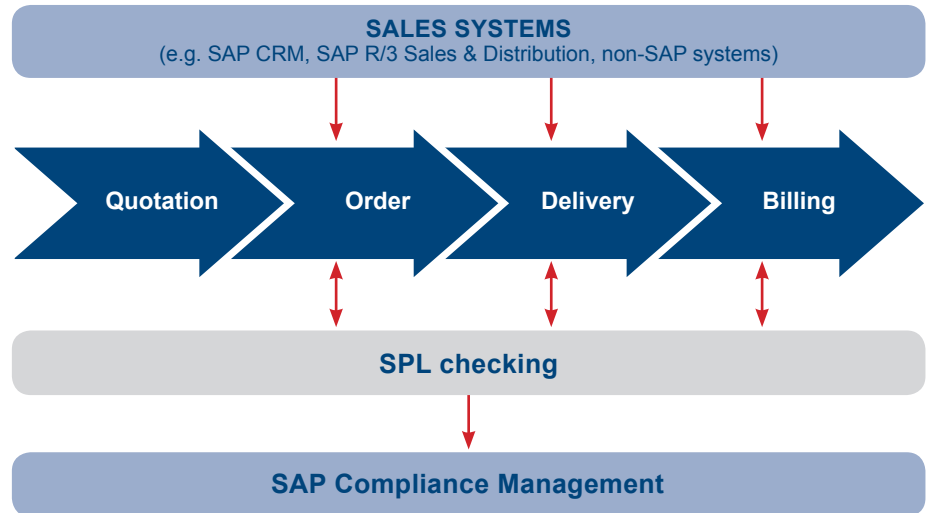 SALES SYSTEMS
(e.g. SAP CRM, SAP R/3 Sales & Distribution, non-SAP systems)
Quotation
Order
Delivery
Billing
SPL checking
SAP Compliance Management